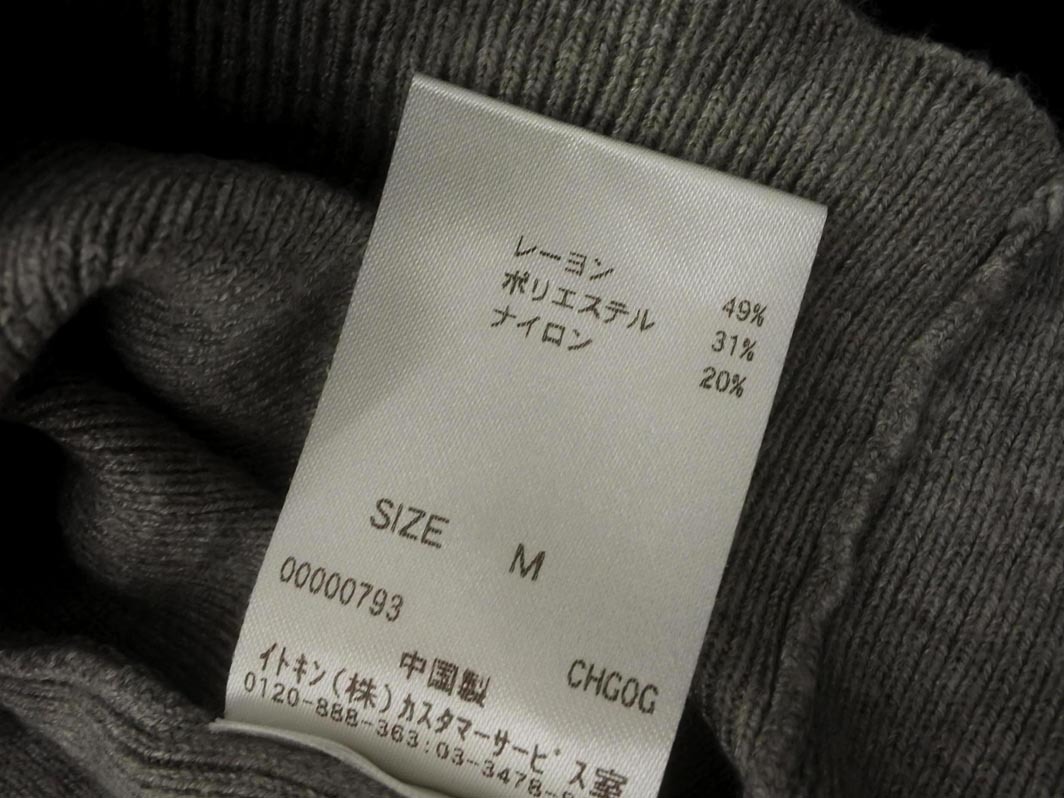 レーヨン 49%
ポリエステル 31%
ナイロン 20%
SIZE M
00000793
中国製 CHGOG
イトキン(株)カスタマーサービス室
0120-888-363:03-3478-